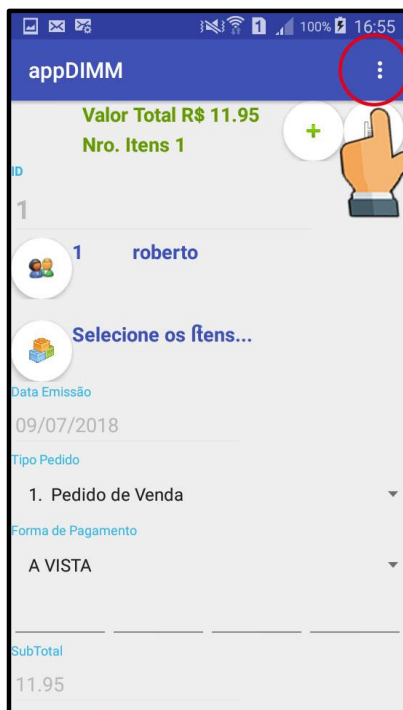 1 100% 16:55
appDIMM
Valor Total R$ 11.95
Nro. Itens 1
ID
1
1 roberto
Selecione os Ítens...
Data Emissão
09/07/2018
Tipo Pedido
1. Pedido de Venda
Forma de Pagamento
A VISTA
SubTotal
11.95